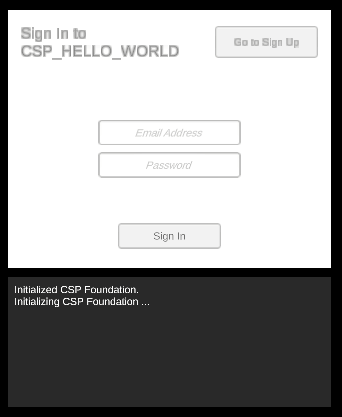 Sign in to
CSP_HELLO_WORLD
Go to Sign Up
Email Address
Password
Sign In
Initialized CSP Foundation.
Initializing CSP Foundation ...